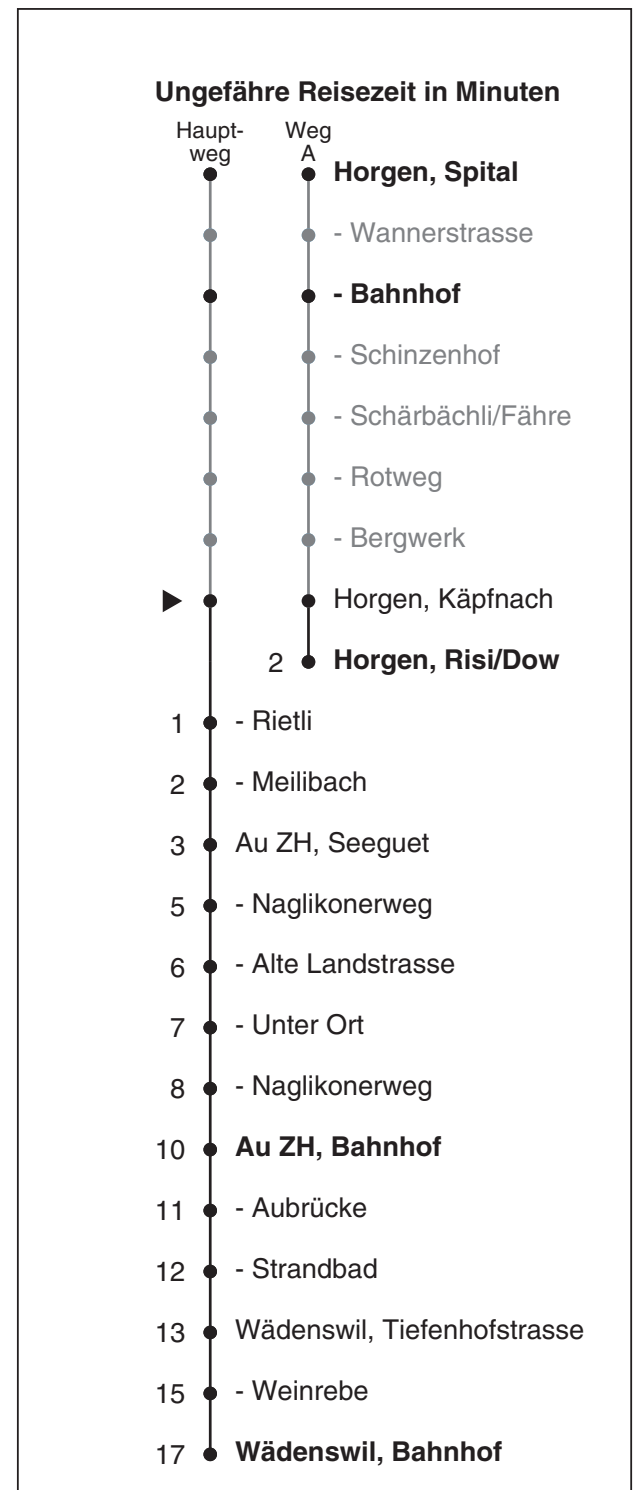 Ungefähre Reisezeit in Minuten
Haupt-
weg
Weg
A
Horgen, Spital
- Wannerstrasse
- Bahnhof
- Schinzenhof
- Schärbächli/Fähre
- Rotweg
- Bergwerk
Horgen, Käpfnach
2 Horgen, Risi/Dow
1 - Rietli
2 - Meilibach
3 Au ZH, Seeguet
5 - Naglikonerweg
6 - Alte Landstrasse
7 - Unter Ort
8 - Naglikonerweg
10 Au ZH, Bahnhof
11 - Aubrücke
12 - Strandbad
13 Wädenswil, Tiefenhofstrasse
15 - Weinrebe
17 Wädenswil, Bahnhof